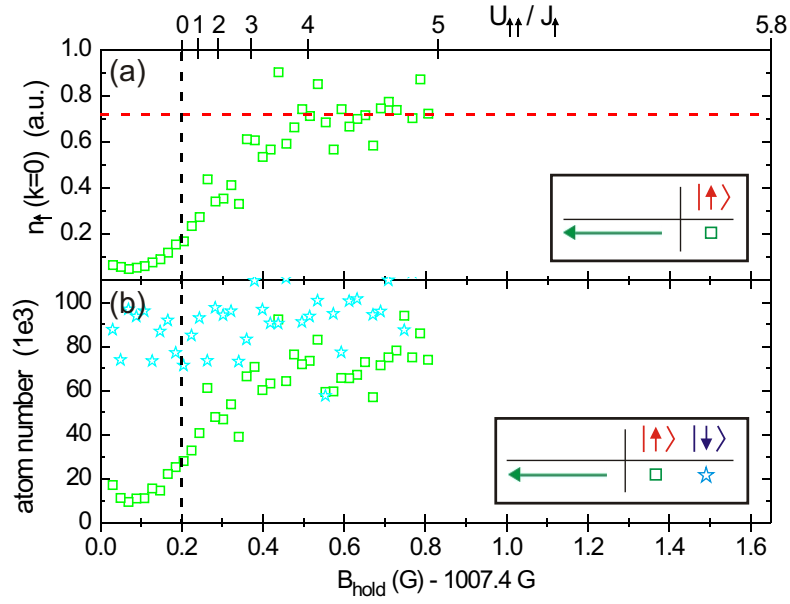 U↑↑ / J↑
0 1 2 3 4 5 5.8
(a)
1.0
0.8
0.6
0.4
0.2
n↑(k=0) (a.u.)
|↑⟩
(b)
100
80
60
40
20
0
atom number (1e3)
|↑⟩ |↓⟩
0.0 0.2 0.4 0.6 0.8 1.0 1.2 1.4 1.6
B_hold (G) - 1007.4 G